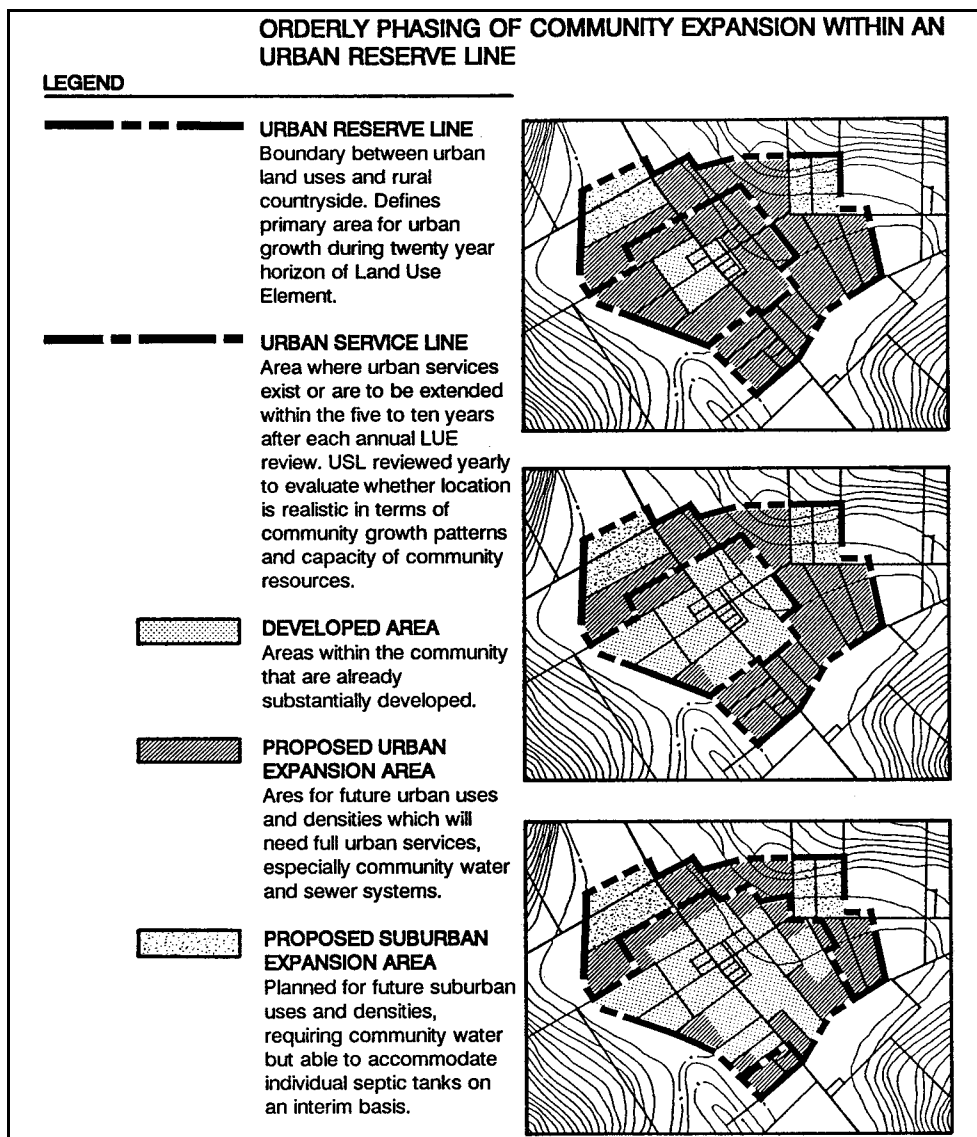 ORDERLY PHASING OF COMMUNITY EXPANSION WITHIN AN
URBAN RESERVE LINE
LEGEND
URBAN RESERVE LINE
Boundary between urban
land uses and rural
countryside. Defines
primary area for urban
growth during twenty year
horizon of Land Use
Element.
URBAN SERVICE LINE
Area where urban services
exist or are to be extended
within the five to ten years
after each annual LUE
review. USL reviewed yearly
to evaluate whether location
is realistic in terms of
community growth patterns
and capacity of community
resources.
DEVELOPED AREA
Areas within the community
that are already
substantially developed.
PROPOSED URBAN
EXPANSION AREA
Ares for future urban uses
and densities which will
need full urban services,
especially community water
and sewer systems.
PROPOSED SUBURBAN
EXPANSION AREA
Planned for future suburban
uses and densities,
requiring community water
but able to accommodate
individual septic tanks on
an interim basis.